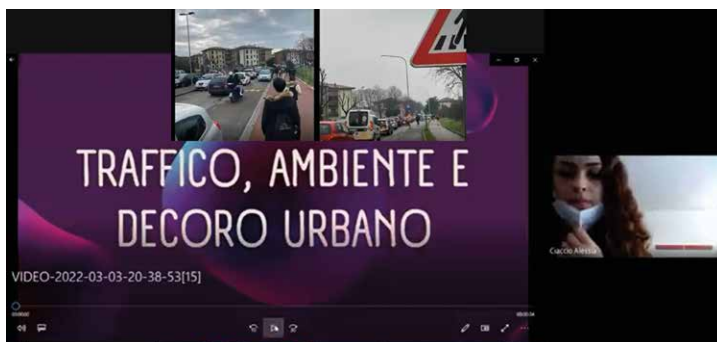 TRAFFICO, AMBIENTE E
DECORO URBANO
VIDEO-2022-03-03-20-38-53[15]
Ciaccio Alessia